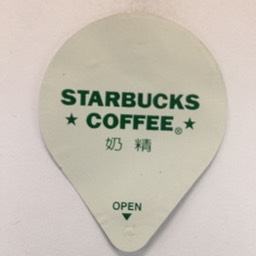 STARBUCKS
★ COFFEE® ★
奶精
OPEN
▼